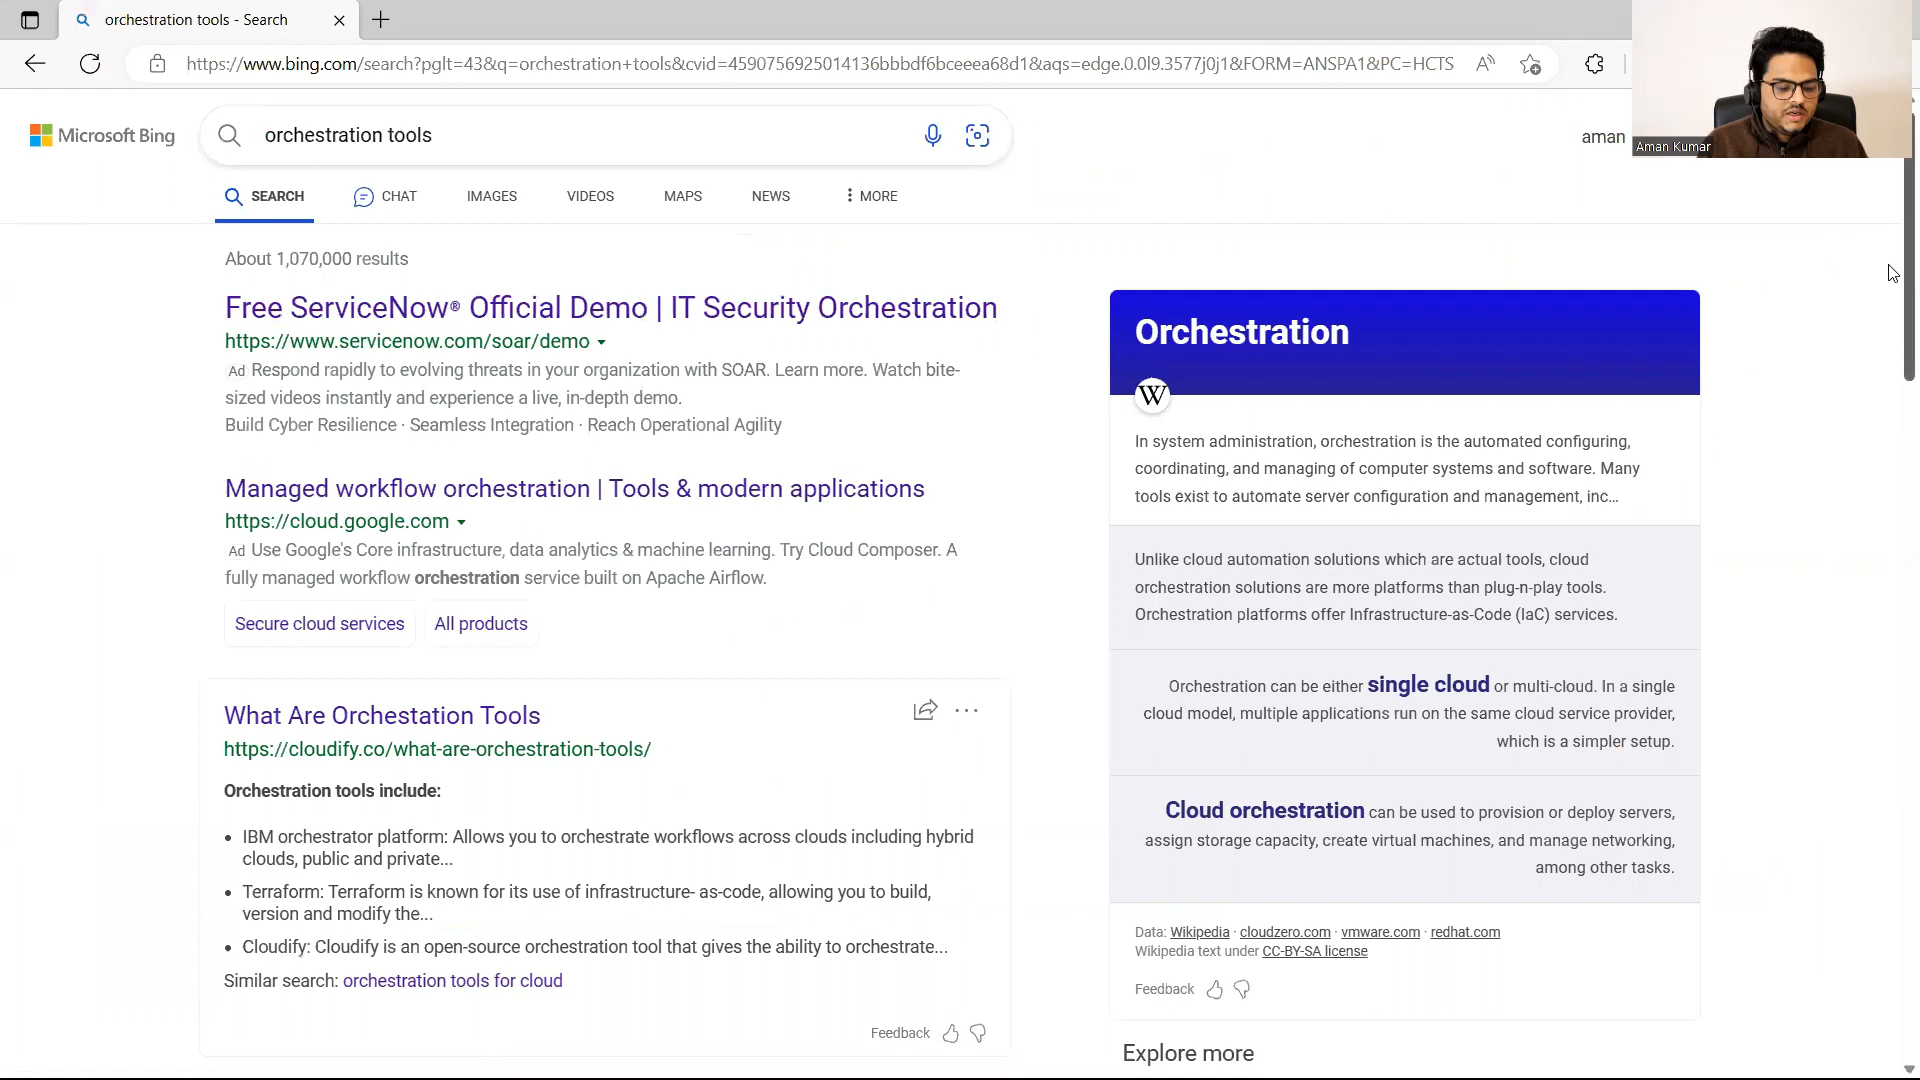 orchestration tools - Search
https://www.bing.com/search?pglt=43&q=orchestration+tools&cvid=4590756925014136bbbdf6bceeea68d1&aqs=edge.0.0l9.3577j0j1&FORM=ANSPA1&PC=HCTS
Aman Kumar
Microsoft Bing
orchestration tools
aman
SEARCH
CHAT
IMAGES
VIDEOS
MAPS
NEWS
MORE
About 1,070,000 results
Free ServiceNow® Official Demo | IT Security Orchestration
https://www.servicenow.com/soar/demo
Ad Respond rapidly to evolving threats in your organization with SOAR. Learn more. Watch bite-
sized videos instantly and experience a live, in-depth demo.
Build Cyber Resilience · Seamless Integration · Reach Operational Agility
Managed workflow orchestration | Tools & modern applications
https://cloud.google.com
Ad Use Google's Core infrastructure, data analytics & machine learning. Try Cloud Composer. A
fully managed workflow orchestration service built on Apache Airflow.
Secure cloud services
All products
What Are Orchestation Tools
https://cloudify.co/what-are-orchestration-tools/
Orchestration tools include:
• IBM orchestrator platform: Allows you to orchestrate workflows across clouds including hybrid
clouds, public and private...
• Terraform: Terraform is known for its use of infrastructure- as-code, allowing you to build,
version and modify the...
• Cloudify: Cloudify is an open-source orchestration tool that gives the ability to orchestrate...
Similar search: orchestration tools for cloud
Feedback
Orchestration
W
In system administration, orchestration is the automated configuring,
coordinating, and managing of computer systems and software. Many
tools exist to automate server configuration and management, inc...
Unlike cloud automation solutions which are actual tools, cloud
orchestration solutions are more platforms than plug-n-play tools.
Orchestration platforms offer Infrastructure-as-Code (IaC) services.
Orchestration can be either single cloud or multi-cloud. In a single
cloud model, multiple applications run on the same cloud service provider,
which is a simpler setup.
Cloud orchestration can be used to provision or deploy servers,
assign storage capacity, create virtual machines, and manage networking,
among other tasks.
Data: Wikipedia · cloudzero.com · vmware.com · redhat.com
Wikipedia text under CC-BY-SA license
Feedback
Explore more